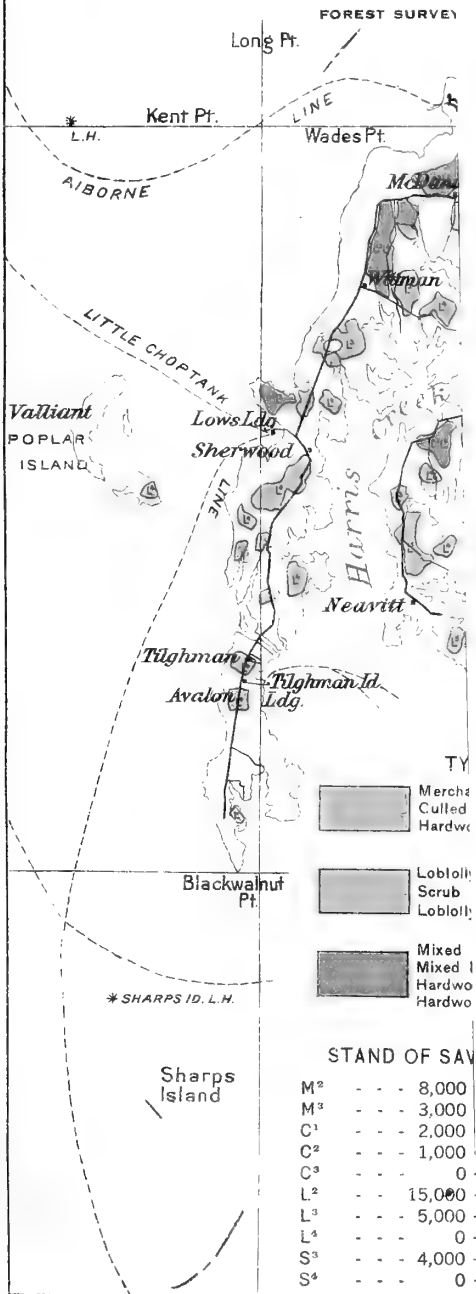 FOREST SURVEY
Long Pt.
Kent Pt.
LINE
L.H.
Wades Pt.
AIBORNE
McDan
Witman
LITTLE CHOPTANK
Valliant
POPLAR
ISLAND
Lows Ldg
Sherwood
LINE
Harris Creek
Neavitt
Tilghman
Tilghman Id
Ldg.
Avalon
TY
Mercha
Culled
Hardwo
Blackwalnut
Pt.
Loblolly
Scrub
Loblolly
Mixed
Mixed
Hardwo
Hardwo
SHARPS ID. L.H.
Sharps
Island
STAND OF SAW
M² - - - 8,000 -
M³ - - - 3,000
C¹ - - - 2,000
C² - - - 1,000 -
C³ - - - 0 -
L² - - - 15,000 -
L³ - - - 5,000 -
L⁴ - - - 0 -
S³ - - - 4,000 -
S⁴ - - - 0 -